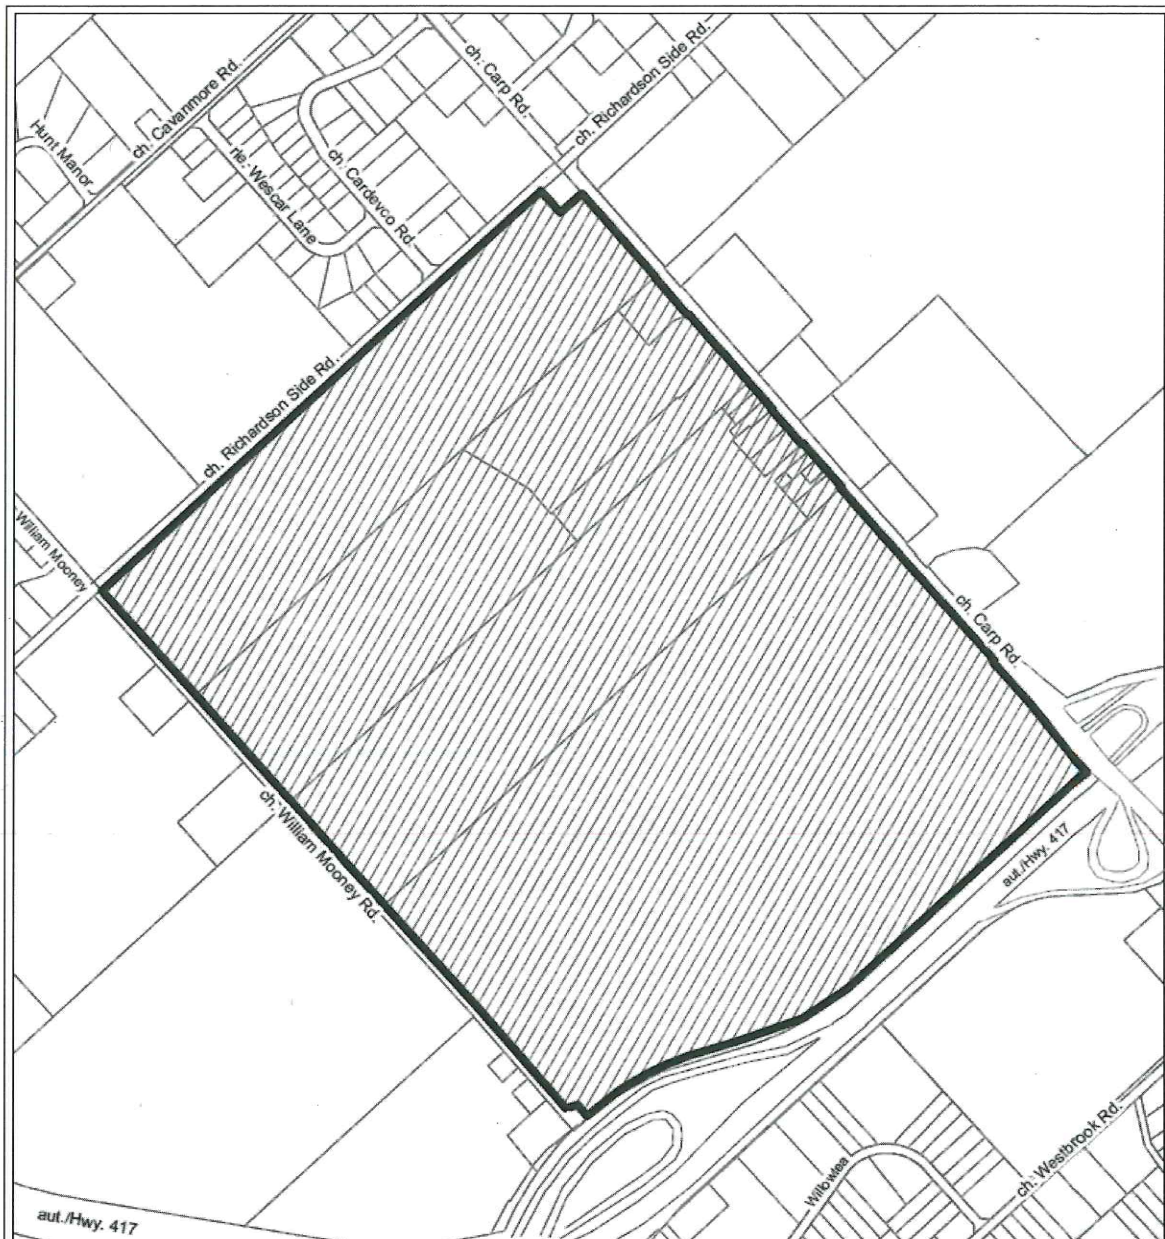 ch. Carp Rd.
ch. Richardson Side Rd.
ch. Cavanmore Rd.
Hunt Manor
rle. Wescar Lane
ch. Cardevco Rd.
ch. Richardson Side Rd.
William Mooney
ch. Carp Rd.
ch. William Mooney Rd.
aut./Hwy. 417
ch. Westbrook Rd.
Willowlea
aut./Hwy. 417